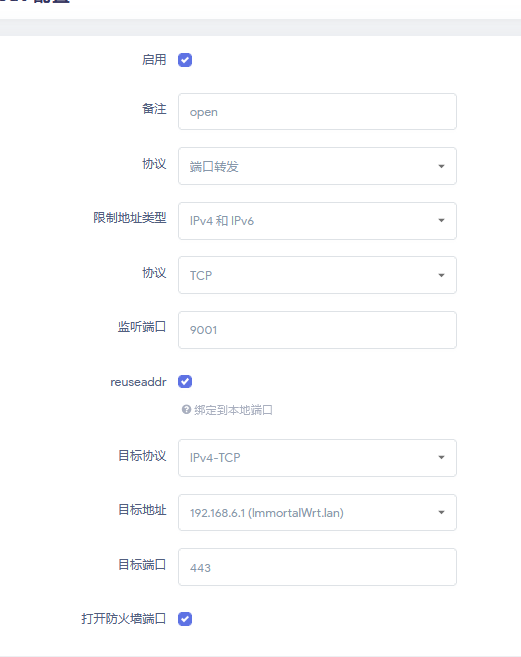 启用
备注
open
协议
端口转发
限制地址类型
IPv4 和 IPv6
协议
TCP
监听端口
9001
reuseaddr
绑定到本地端口
目标协议
IPv4-TCP
目标地址
192.168.6.1 (ImmortalWrt.lan)
目标端口
443
打开防火墙端口